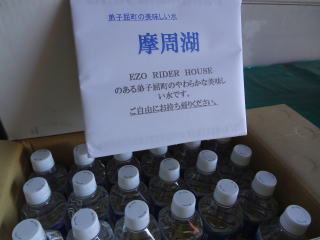 弟子屈町の美味しい水
摩周湖
EZO RIDER HOUSE
のある弟子屈町のやわらかな美味し
い水です。
ご自由にお持ち帰りください。